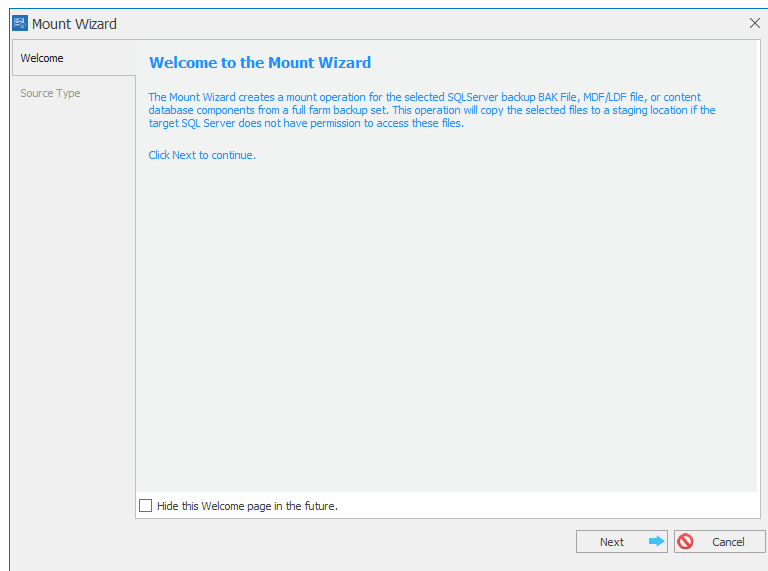 Mount Wizard
Welcome
Source Type
Welcome to the Mount Wizard
The Mount Wizard creates a mount operation for the selected SQLServer backup BAK File, MDF/LDF file, or content
database components from a full farm backup set. This operation will copy the selected files to a staging location if the
target SQL Server does not have permission to access these files.
Click Next to continue.
Hide this Welcome page in the future.
Next
Cancel